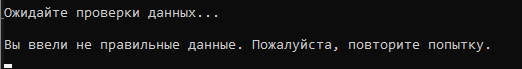 Ожидайте проверки данных...
Вы ввели не правильные данные. Пожалуйста, повторите попытку.